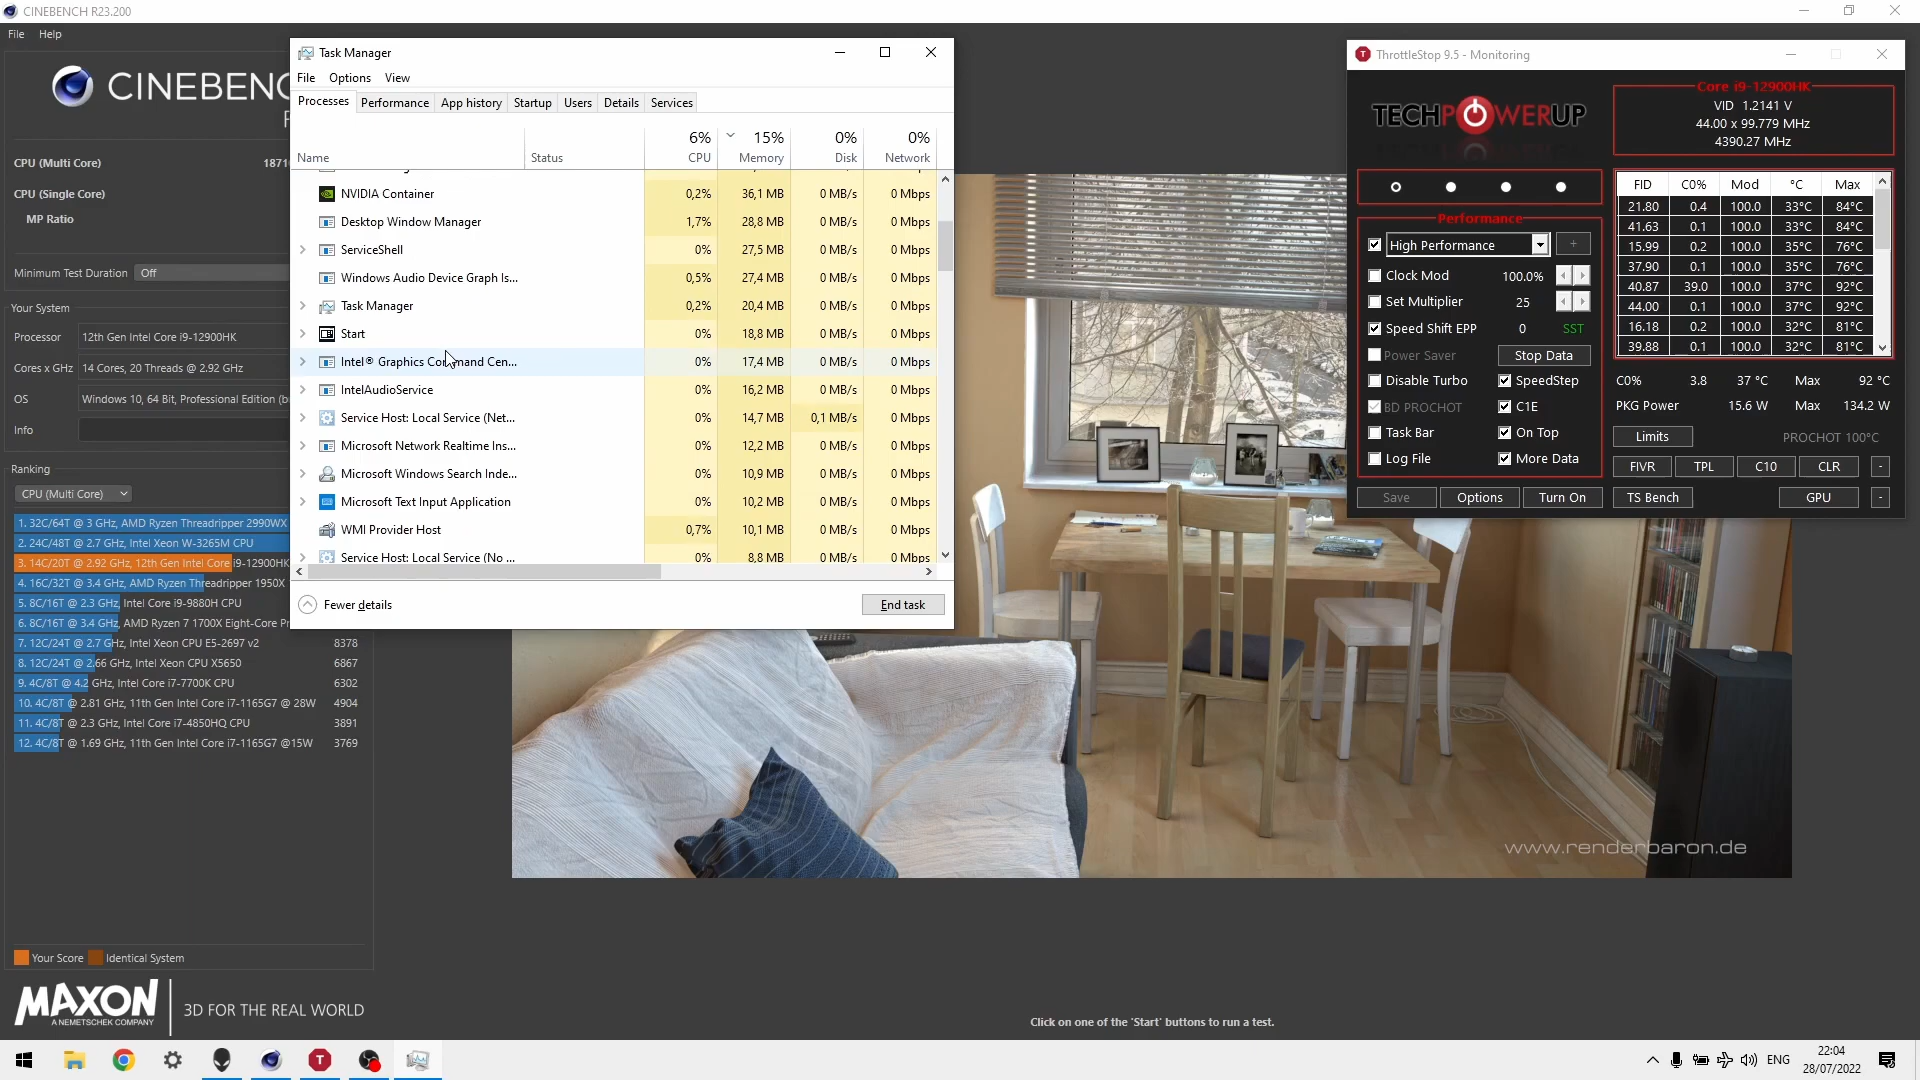 CINEBENCH R23.200
File Help
CINEBENC
CPU (Multi Core) 1871
CPU (Single Core)
MP Ratio
Minimum Test Duration Off
Your System
Processor 12th Gen Intel Core i9-12900HK
Cores x GHz 14 Cores, 20 Threads @ 2.92 GHz
OS Windows 10, 64 Bit, Professional Edition (b
Info
Ranking
CPU (Multi Core)
1. 32C/64T @ 3 GHz, AMD Ryzen Threadripper 2990WX
2. 24C/48T @ 2.7 GHz, Intel Xeon W-3265M CPU
3. 14C/20T @ 2.92 GHz, 12th Gen Intel Core i9-12900HK
4. 16C/32T @ 3.4 GHz, AMD Ryzen Threadripper 1950X
5. 8C/16T @ 2.3 GHz, Intel Core i9-9880H CPU
6. 8C/16T @ 3.4 GHz, AMD Ryzen 7 1700X Eight-Core Pr
7. 12C/24T @ 2.7 GHz, Intel Xeon CPU E5-2697 v2 8378
8. 12C/24T @ 2.66 GHz, Intel Xeon CPU X5650 6867
9. 4C/8T @ 4.2 GHz, Intel Core i7-7700K CPU 6302
10. 4C/8T @ 2.81 GHz, 11th Gen Intel Core i7-1165G7 @ 28W 4904
11. 4C/8T @ 2.3 GHz, Intel Core i7-4850HQ CPU 3891
12. 4C/8T @ 1.69 GHz, 11th Gen Intel Core i7-1165G7 @15W 3769
Your Score Identical System
MAXON
A NEMETSCHEK COMPANY
3D FOR THE REAL WORLD
Task Manager
File Options View
Processes Performance App history Startup Users Details Services
6% 15% 0% 0%
Name Status CPU Memory Disk Network
NVIDIA Container 0,2% 36,1 MB 0 MB/s 0 Mbps
Desktop Window Manager 1,7% 28,8 MB 0 MB/s 0 Mbps
ServiceShell 0% 27,5 MB 0 MB/s 0 Mbps
Windows Audio Device Graph Is... 0,5% 27,4 MB 0 MB/s 0 Mbps
Task Manager 0,2% 20,4 MB 0 MB/s 0 Mbps
Start 0% 18,8 MB 0 MB/s 0 Mbps
Intel® Graphics Command Cen... 0% 17,4 MB 0 MB/s 0 Mbps
IntelAudioService 0% 16,2 MB 0 MB/s 0 Mbps
Service Host: Local Service (Net... 0% 14,7 MB 0,1 MB/s 0 Mbps
Microsoft Network Realtime Ins... 0% 12,2 MB 0 MB/s 0 Mbps
Microsoft Windows Search Inde... 0% 10,9 MB 0 MB/s 0 Mbps
Microsoft Text Input Application 0% 10,2 MB 0 MB/s 0 Mbps
WMI Provider Host 0,7% 10,1 MB 0 MB/s 0 Mbps
Service Host: Local Service (No ... 0% 8,8 MB 0 MB/s 0 Mbps
Fewer details End task
ThrottleStop 9.5 - Monitoring
TECHPOWERUP
Core i9-12900HK
VID 1.2141 V
44.00 x 99.779 MHz
4390.27 MHz
Performance
High Performance +
Clock Mod 100.0%
Set Multiplier 25
Speed Shift EPP 0 SST
Power Saver Stop Data
Disable Turbo SpeedStep
BD PROCHOT C1E
Task Bar On Top
Log File More Data
Save Options Turn On
FID C0% Mod °C Max
21.80 0.4 100.0 33°C 84°C
41.63 0.1 100.0 33°C 84°C
15.99 0.2 100.0 35°C 76°C
37.90 0.1 100.0 35°C 76°C
40.87 39.0 100.0 37°C 92°C
44.00 0.1 100.0 37°C 92°C
16.18 0.2 100.0 32°C 81°C
39.88 0.1 100.0 32°C 81°C
C0% 3.8 37 °C Max 92 °C
PKG Power 15.6 W Max 134.2 W
Limits PROCHOT 100°C
FIVR TPL C10 CLR -
TS Bench GPU -
www.renderbaron.de
Click on one of the 'Start' buttons to run a test.
ENG
22:04
28/07/2022